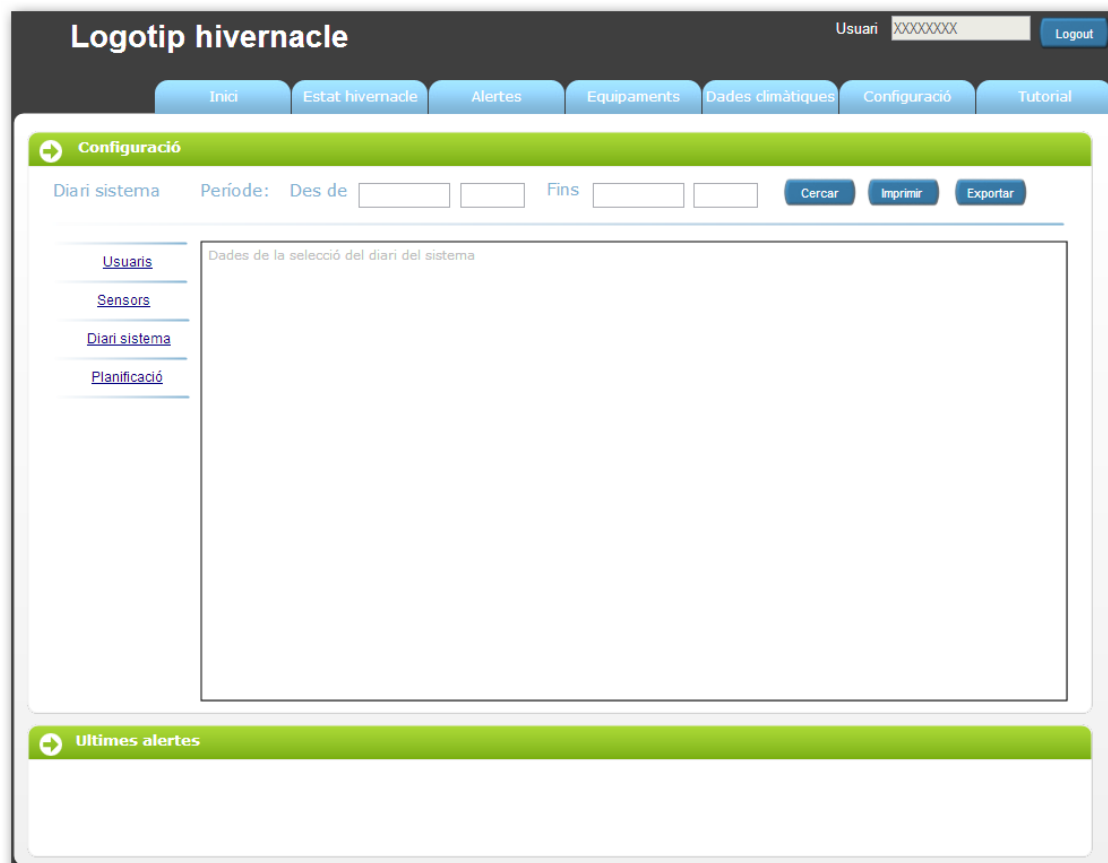 Logotip hivernacle
Usuari XXXXXXXX Logout
Inici Estat hivernacle Alertes Equipaments Dades climàtiques Configuració Tutorial
Configuració
Diari sistema Període: Des de Fins Cercar Imprimir Exportar
Usuaris
Sensors
Diari sistema
Planificació
Dades de la selecció del diari del sistema
Ultimes alertes